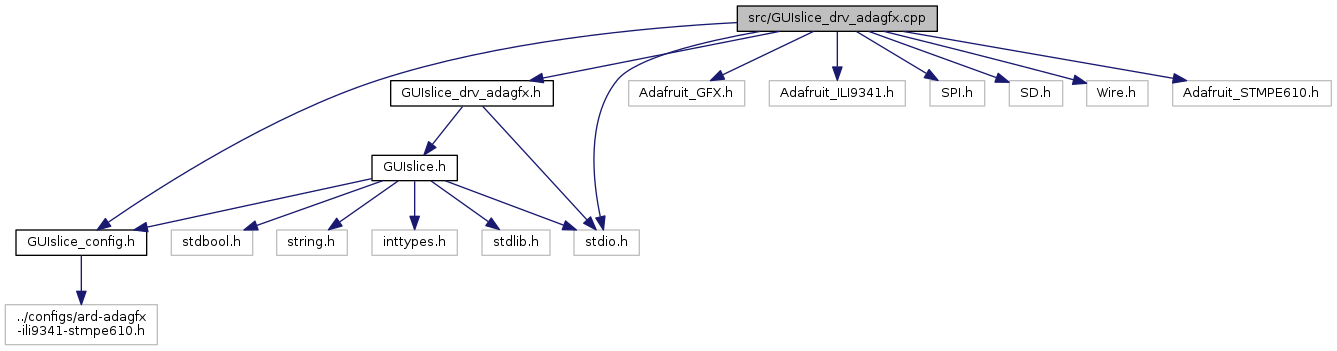 src/GUIslice_drv_adagfx.cpp
GUIslice_drv_adagfx.h
Adafruit_GFX.h
Adafruit_ILI9341.h
SPI.h
SD.h
Wire.h
Adafruit_STMPE610.h
GUIslice.h
GUIslice_config.h
stdbool.h
string.h
inttypes.h
stdlib.h
stdio.h
../configs/ard-adagfx
-ili9341-stmpe610.h